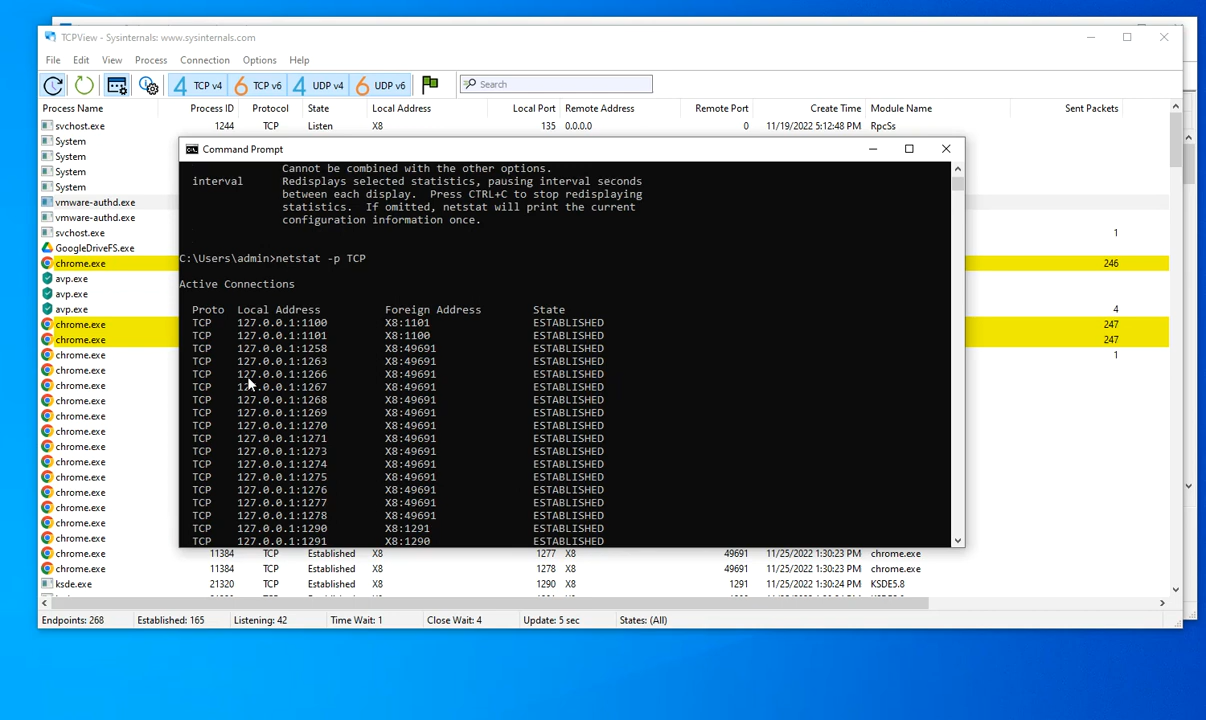 TCPView - Sysinternals: www.sysinternals.com
File Edit View Process Connection Options Help
4 TCP v4 6 TCP v6 4 UDP v4 6 UDP v6 Search
Process Name Process ID Protocol State Local Address Local Port Remote Address Remote Port Create Time Module Name Sent Packets
svchost.exe 1244 TCP Listen X8 135 0.0.0.0 0 11/19/2022 5:12:48 PM RpcSs
System
System
System
System
vmware-authd.exe
vmware-authd.exe
svchost.exe 1
GoogleDriveFS.exe
chrome.exe 246
avp.exe
avp.exe
avp.exe 4
chrome.exe 247
chrome.exe 247
chrome.exe 1
chrome.exe
chrome.exe
chrome.exe
chrome.exe
chrome.exe
chrome.exe
chrome.exe
chrome.exe
chrome.exe
chrome.exe
chrome.exe
chrome.exe
chrome.exe 11384 TCP Established X8 1277 X8 49691 11/25/2022 1:30:23 PM chrome.exe
chrome.exe 11384 TCP Established X8 1278 X8 49691 11/25/2022 1:30:23 PM chrome.exe
ksde.exe 21320 TCP Established X8 1290 X8 1291 11/25/2022 1:30:24 PM KSDE5.8
Endpoints: 268 Established: 165 Listening: 42 Time Wait: 1 Close Wait: 4 Update: 5 sec States: (All)
Command Prompt
Cannot be combined with the other options.
interval Redisplays selected statistics, pausing interval seconds
between each display. Press CTRL+C to stop redisplaying
statistics. If omitted, netstat will print the current
configuration information once.
C:\Users\admin>netstat -p TCP
Active Connections
Proto Local Address Foreign Address State
TCP 127.0.0.1:1100 X8:1101 ESTABLISHED
TCP 127.0.0.1:1101 X8:1100 ESTABLISHED
TCP 127.0.0.1:1258 X8:49691 ESTABLISHED
TCP 127.0.0.1:1263 X8:49691 ESTABLISHED
TCP 127.0.0.1:1266 X8:49691 ESTABLISHED
TCP 127.0.0.1:1267 X8:49691 ESTABLISHED
TCP 127.0.0.1:1268 X8:49691 ESTABLISHED
TCP 127.0.0.1:1269 X8:49691 ESTABLISHED
TCP 127.0.0.1:1270 X8:49691 ESTABLISHED
TCP 127.0.0.1:1271 X8:49691 ESTABLISHED
TCP 127.0.0.1:1273 X8:49691 ESTABLISHED
TCP 127.0.0.1:1274 X8:49691 ESTABLISHED
TCP 127.0.0.1:1275 X8:49691 ESTABLISHED
TCP 127.0.0.1:1276 X8:49691 ESTABLISHED
TCP 127.0.0.1:1277 X8:49691 ESTABLISHED
TCP 127.0.0.1:1278 X8:49691 ESTABLISHED
TCP 127.0.0.1:1290 X8:1291 ESTABLISHED
TCP 127.0.0.1:1291 X8:1290 ESTABLISHED